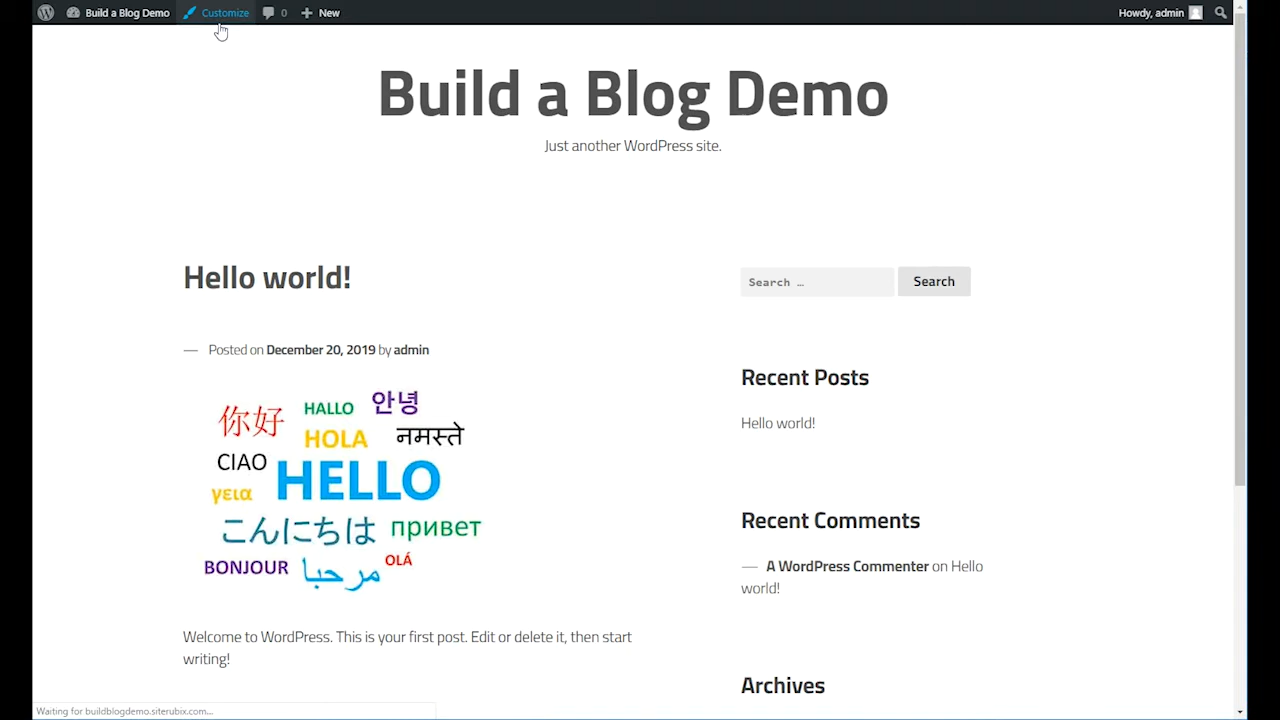 Build a Blog Demo Customize 0 New Howdy, admin
Build a Blog Demo
Just another WordPress site.
Hello world!
— Posted on December 20, 2019 by admin
你好 HALLO 안녕
HOLA नमस्ते
CIAO HELLO
γεια
こんにちは привет
BONJOUR مرحبا OLÁ
Welcome to WordPress. This is your first post. Edit or delete it, then start
writing!
Search … Search
Recent Posts
Hello world!
Recent Comments
— A WordPress Commenter on Hello
world!
Archives
Waiting for buildblogdemo.siterubix.com...